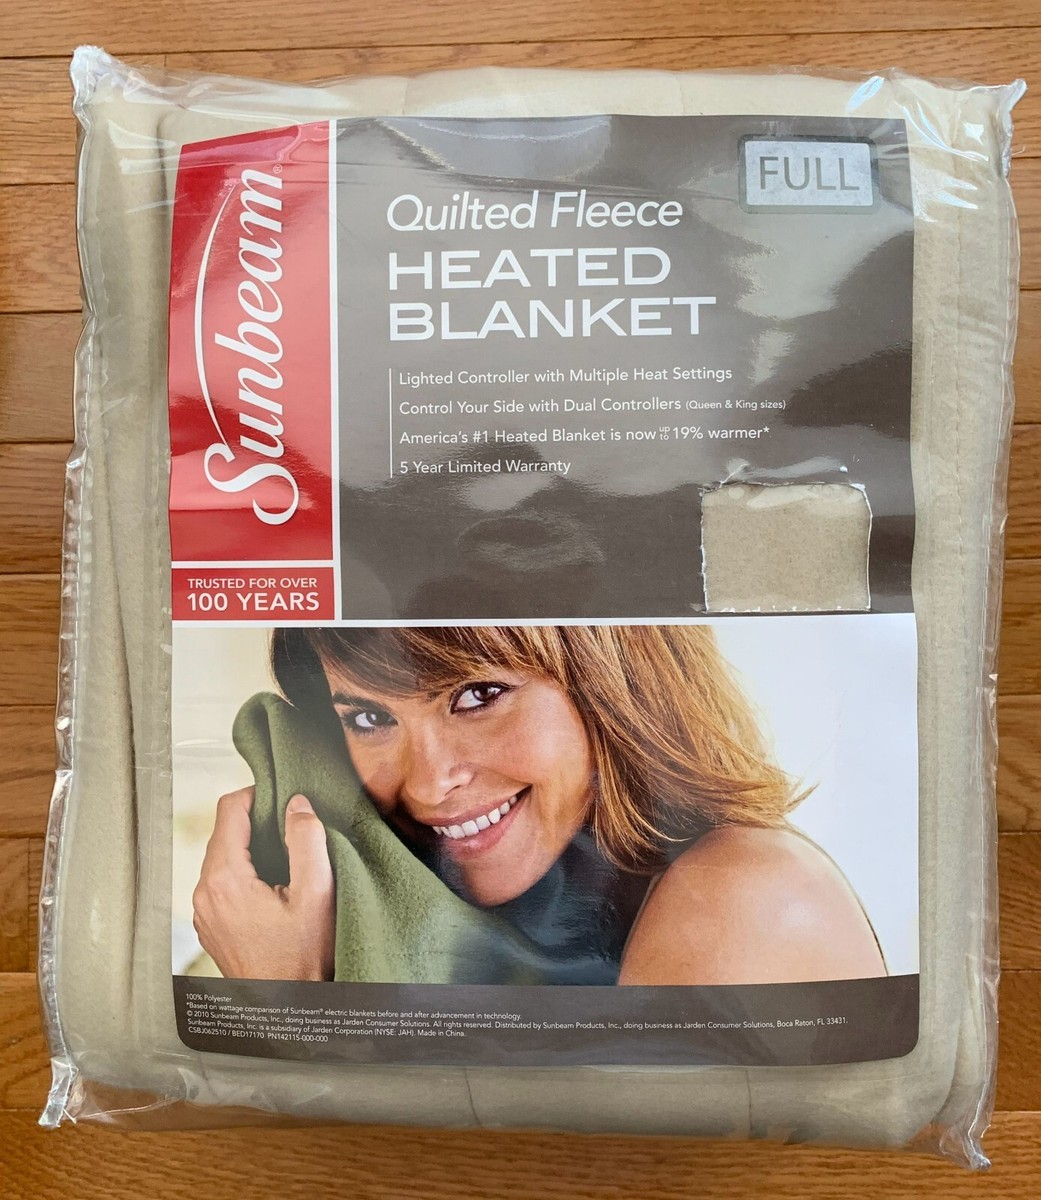 Sunbeam®
TRUSTED FOR OVER
100 YEARS
FULL
Quilted Fleece
HEATED
BLANKET
Lighted Controller with Multiple Heat Settings
Control Your Side with Dual Controllers (Queen & King sizes)
America's #1 Heated Blanket is now up to 19% warmer*
5 Year Limited Warranty
100% Polyester
*Based on wattage comparison of Sunbeam® electric blankets before and after advancement in technology.
© 2010 Sunbeam Products, Inc., doing business as Jarden Consumer Solutions. All rights reserved. Distributed by Sunbeam Products, Inc., doing business as Jarden Consumer Solutions, Boca Raton, FL 33431.
Sunbeam Products, Inc. is a subsidiary of Jarden Corporation (NYSE: JAH). Made in China.
CSBJ062510 / BED17170 PN142115-000-000